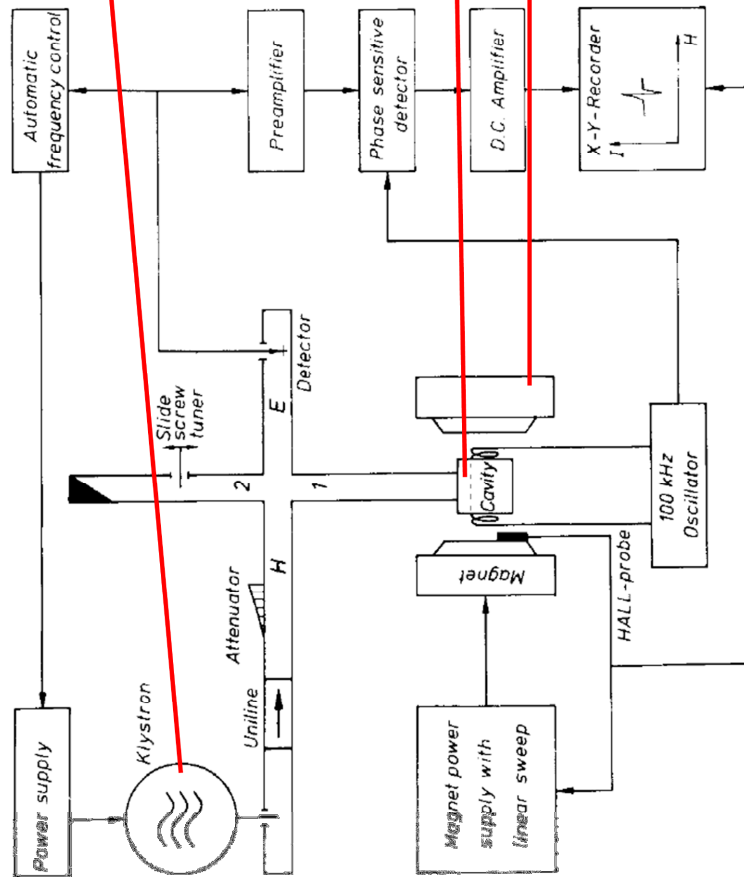 Automatic
frequency control
Preamplifier
Phase sensitive
detector
D.C. Amplifier
X-Y-Recorder
I
H
Slide
screw
tuner
E
Detector
2
1
H
Cavity
100 kHz
Oscillator
Attenuator
Magnet
HALL-probe
Klystron
Uniline
Power supply
Magnet power
supply with
linear sweep